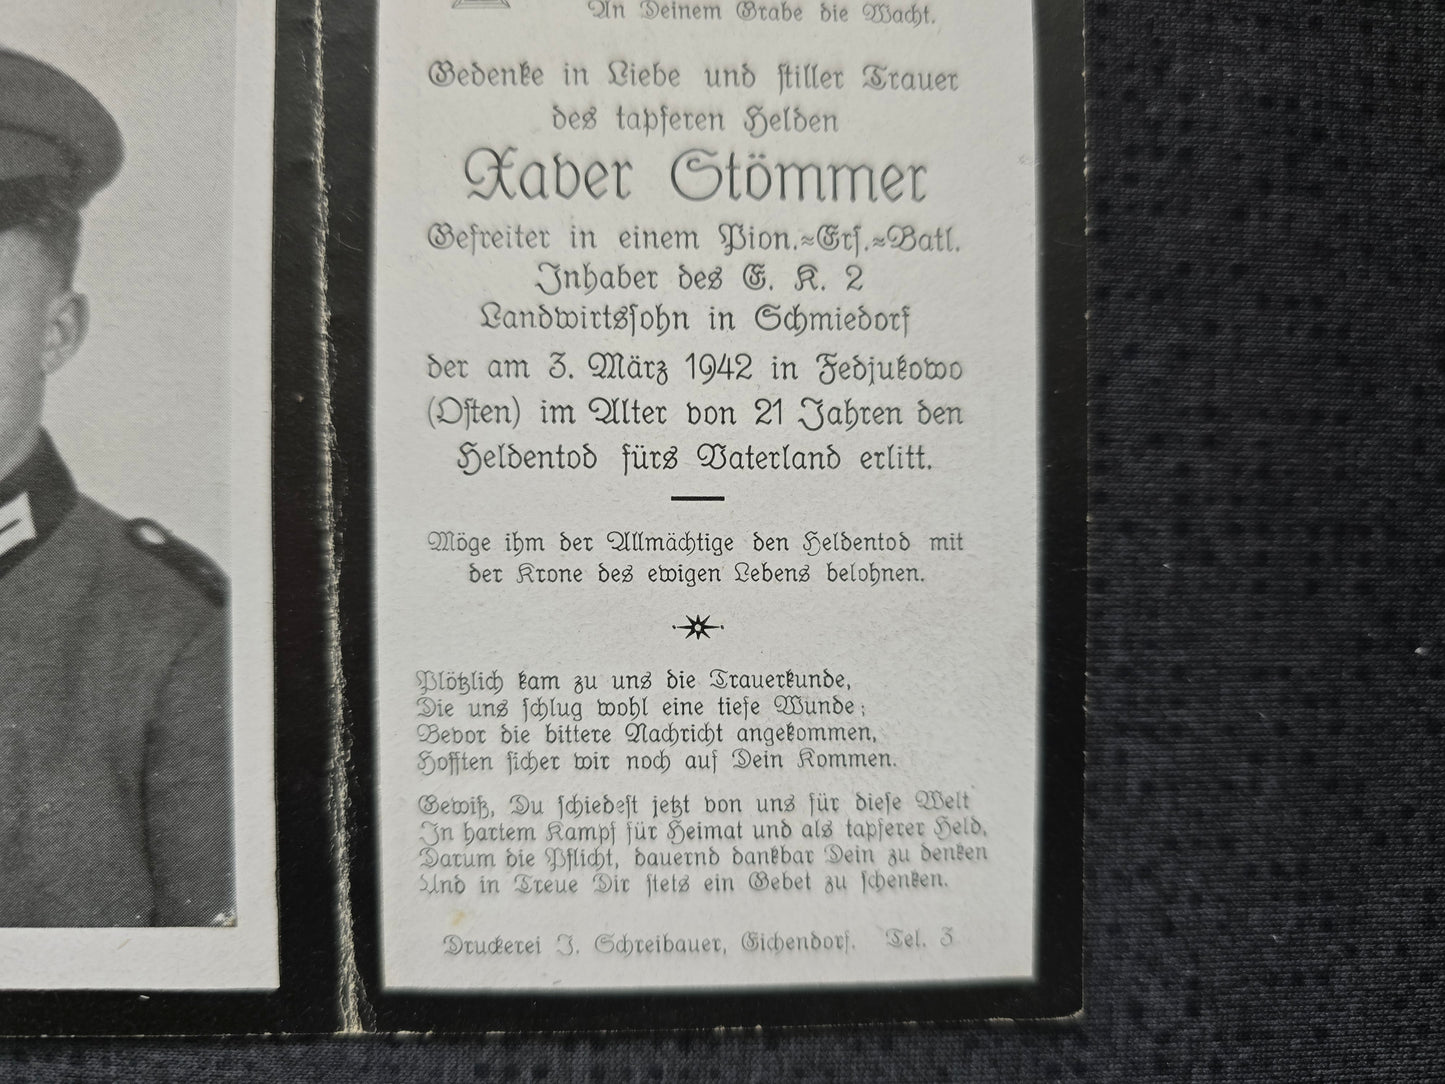 An Deinem Grabe die Wacht.
Gedenke in Liebe und stiller Trauer
des tapferen Helden
Xaver Stömmer
Gefreiter in einem Pion.=Ers.=Batl.
Inhaber des E. K. 2
Landwirtssohn in Schmiedorf
der am 3. März 1942 in Fedjukowo
(Osten) im Alter von 21 Jahren den
Heldentod fürs Vaterland erlitt.
Möge ihm der Allmächtige den Heldentod mit
der Krone des ewigen Lebens belohnen.
Plötzlich kam zu uns die Trauerkunde,
Die uns schlug wohl eine tiefe Wunde;
Bevor die bittere Nachricht angekommen,
Hofften sicher wir noch auf Dein Kommen.
Gewiß, Du schiedest jetzt von uns für diese Welt
In hartem Kampf für Heimat und als tapferer Held.
Darum die Pflicht, dauernd dankbar Dein zu denken
Und in Treue Dir stets ein Gebet zu schenken.
Druckerei J. Schreibauer, Eichendorf. Tel. 3